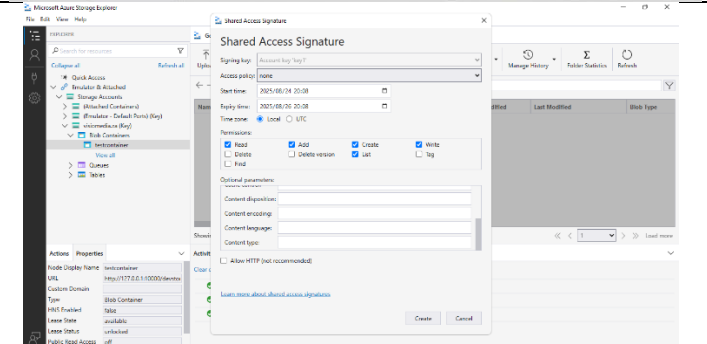 Microsoft Azure Storage Explorer
File Edit View Help
EXPLORER
Search for resources
Collapse all Refresh all
Quick Access
Emulator & Attached
Storage Accounts
(Attached Containers)
(Emulator - Default Ports) (Key)
(Key)
Blob Containers
testcontainer
View all
Queues
Tables
Actions Properties
Node Display Name testcontainer
URL http://127.0.0.1:10000/devstor
Custom Domain
Type Blob Container
HNS Enabled false
Lease State available
Lease Status unlocked
Public Read Access off
Shared Access Signature
Shared Access Signature
Signing key: Account key 'key1'
Access policy: none
Start time: 2025/08/24 20:08
Expiry time: 2025/08/26 20:08
Time zone: Local UTC
Permissions:
Read Add Create Write
Delete Delete version List Tag
Find
Optional parameters:
Content disposition:
Content encoding:
Content language:
Content type:
Allow HTTP (not recommended)
Learn more about shared access signatures
Create Cancel
Manage History Folder Statistics Refresh
Last Modified Blob Type
1 Load more